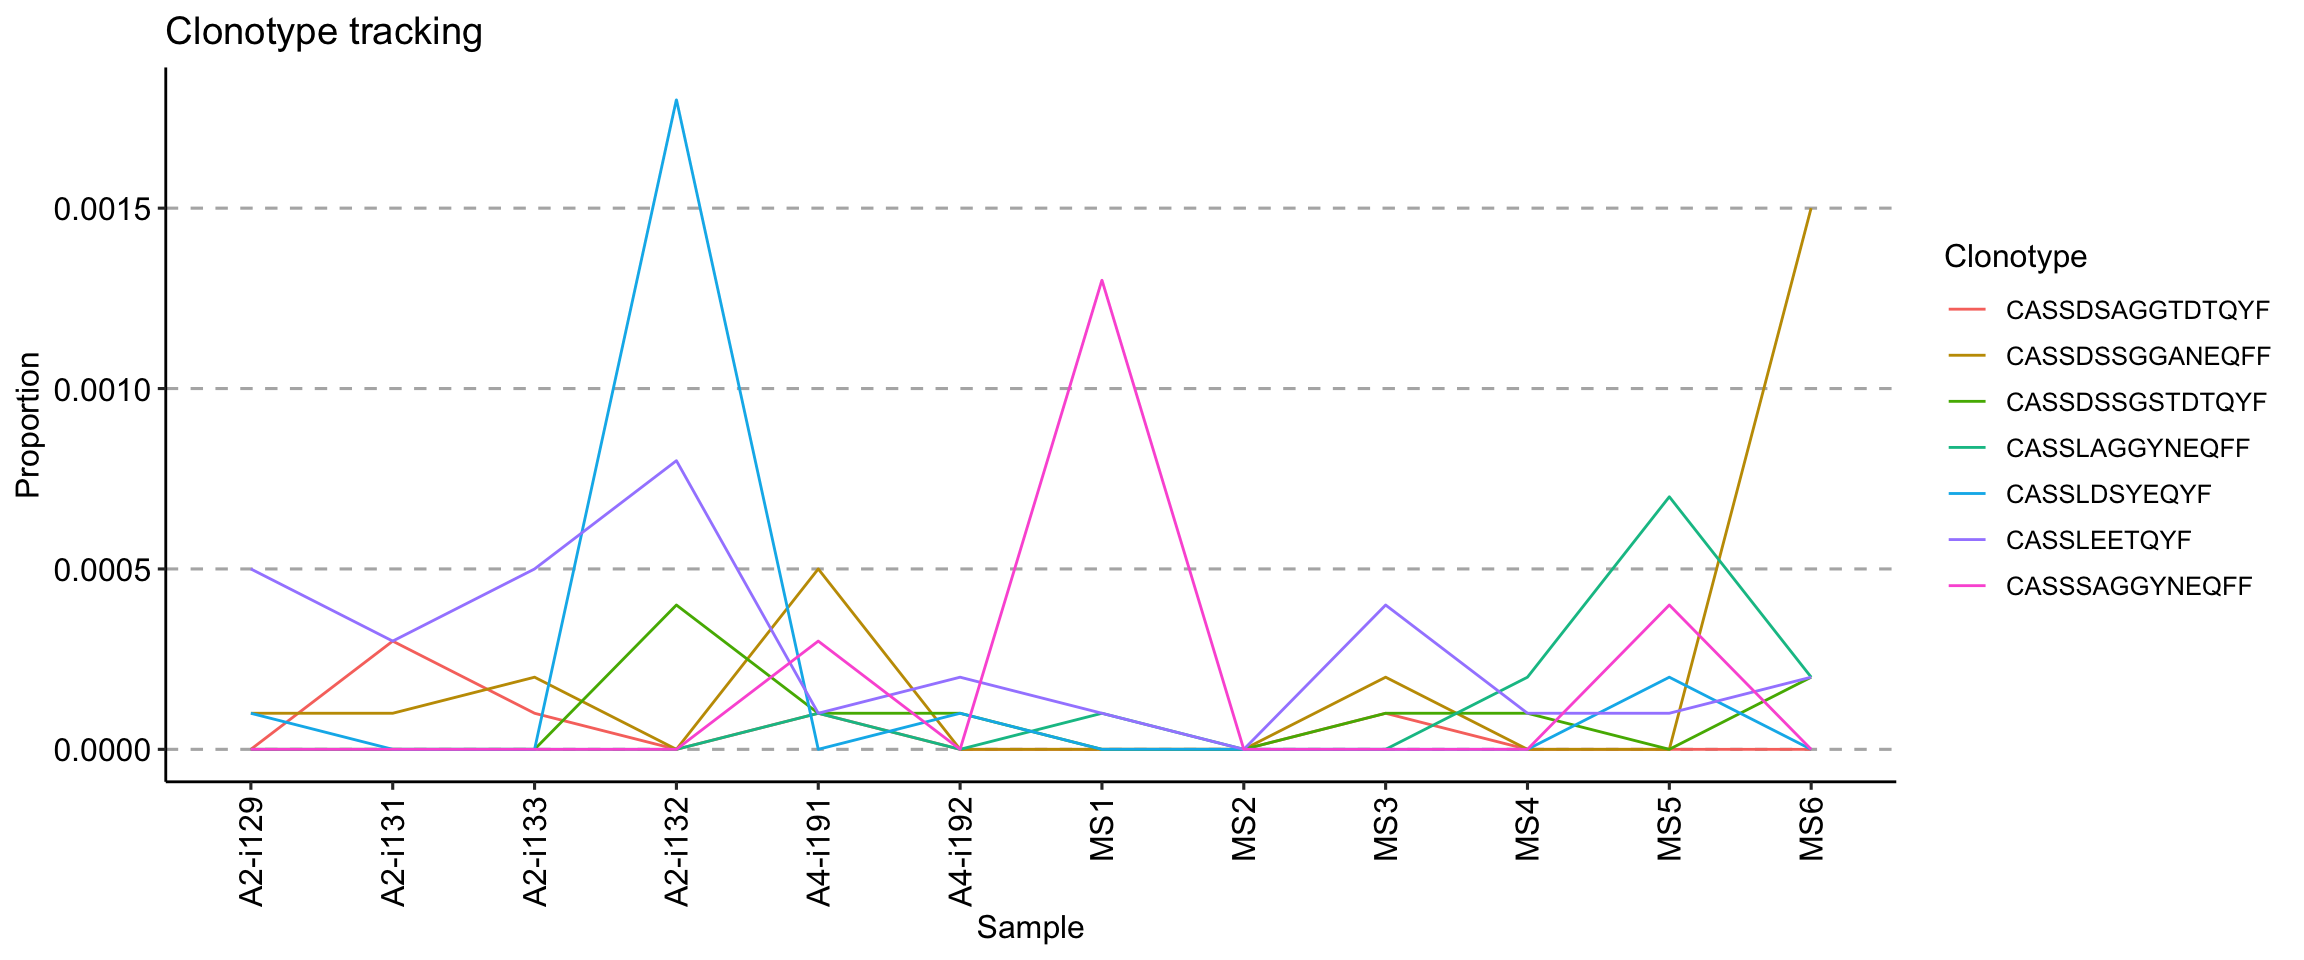 Clonotype tracking
0.0015
0.0010
0.0005
0.0000
Proportion
A2-i129
A2-i131
A2-i133
A2-i132
A4-i191
A4-i192
MS1
MS2
MS3
MS4
MS5
MS6
Sample
Clonotype
CASSDSAGGTDTQYF
CASSDSSGGANEQFF
CASSDSSGSTDTQYF
CASSLAGGYNEQFF
CASSLDSYEQYF
CASSLEETQYF
CASSSAGGYNEQFF